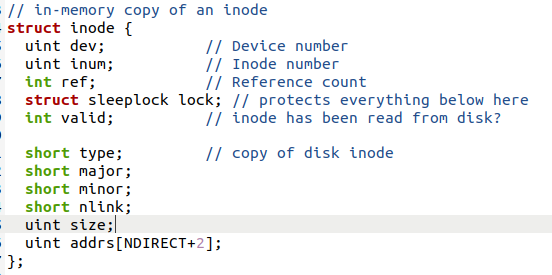 // in-memory copy of an inode
struct inode {
  uint dev;           // Device number
  uint inum;          // Inode number
  int ref;            // Reference count
  struct sleeplock lock; // protects everything below here
  int valid;          // inode has been read from disk?
  short type;         // copy of disk inode
  short major;
  short minor;
  short nlink;
  uint size;
  uint addrs[NDIRECT+2];
};